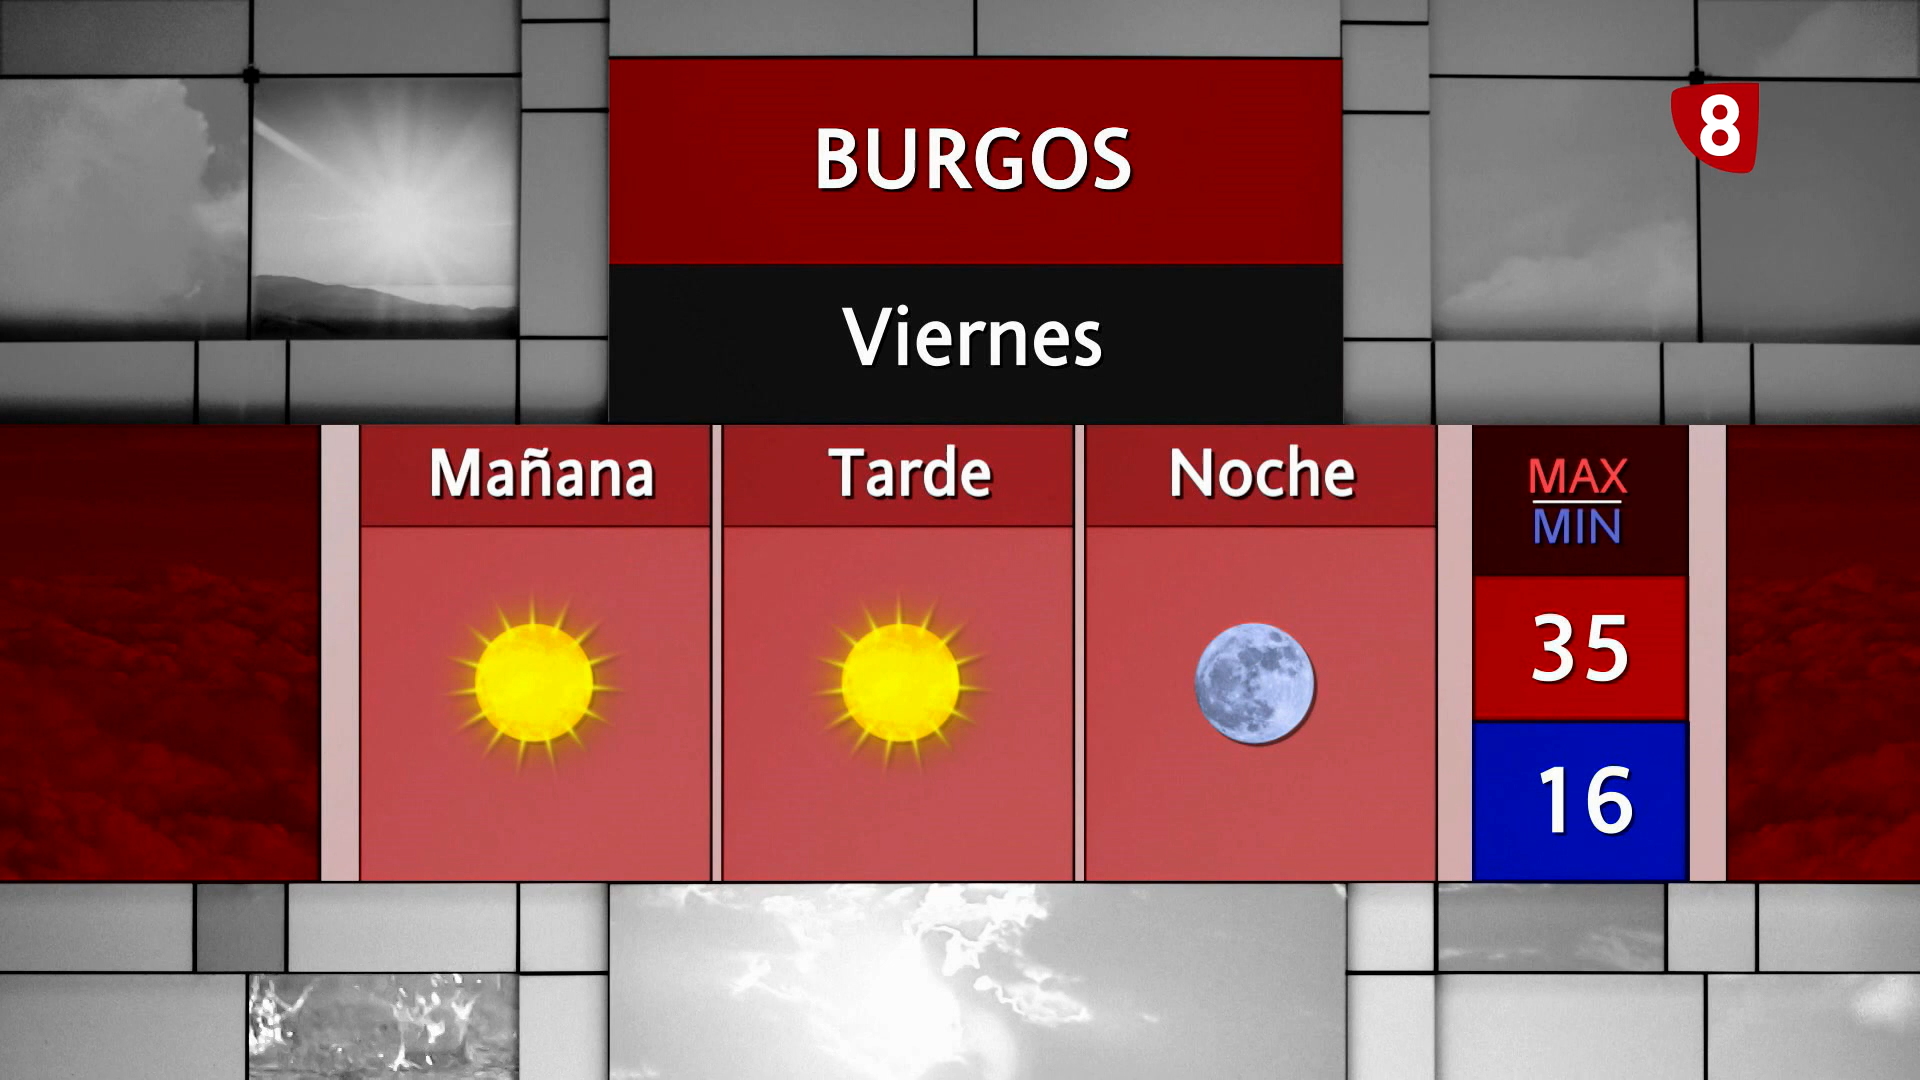 BURGOS
8
Viernes
Mañana
Tarde
Noche
MAX
MIN
35
16